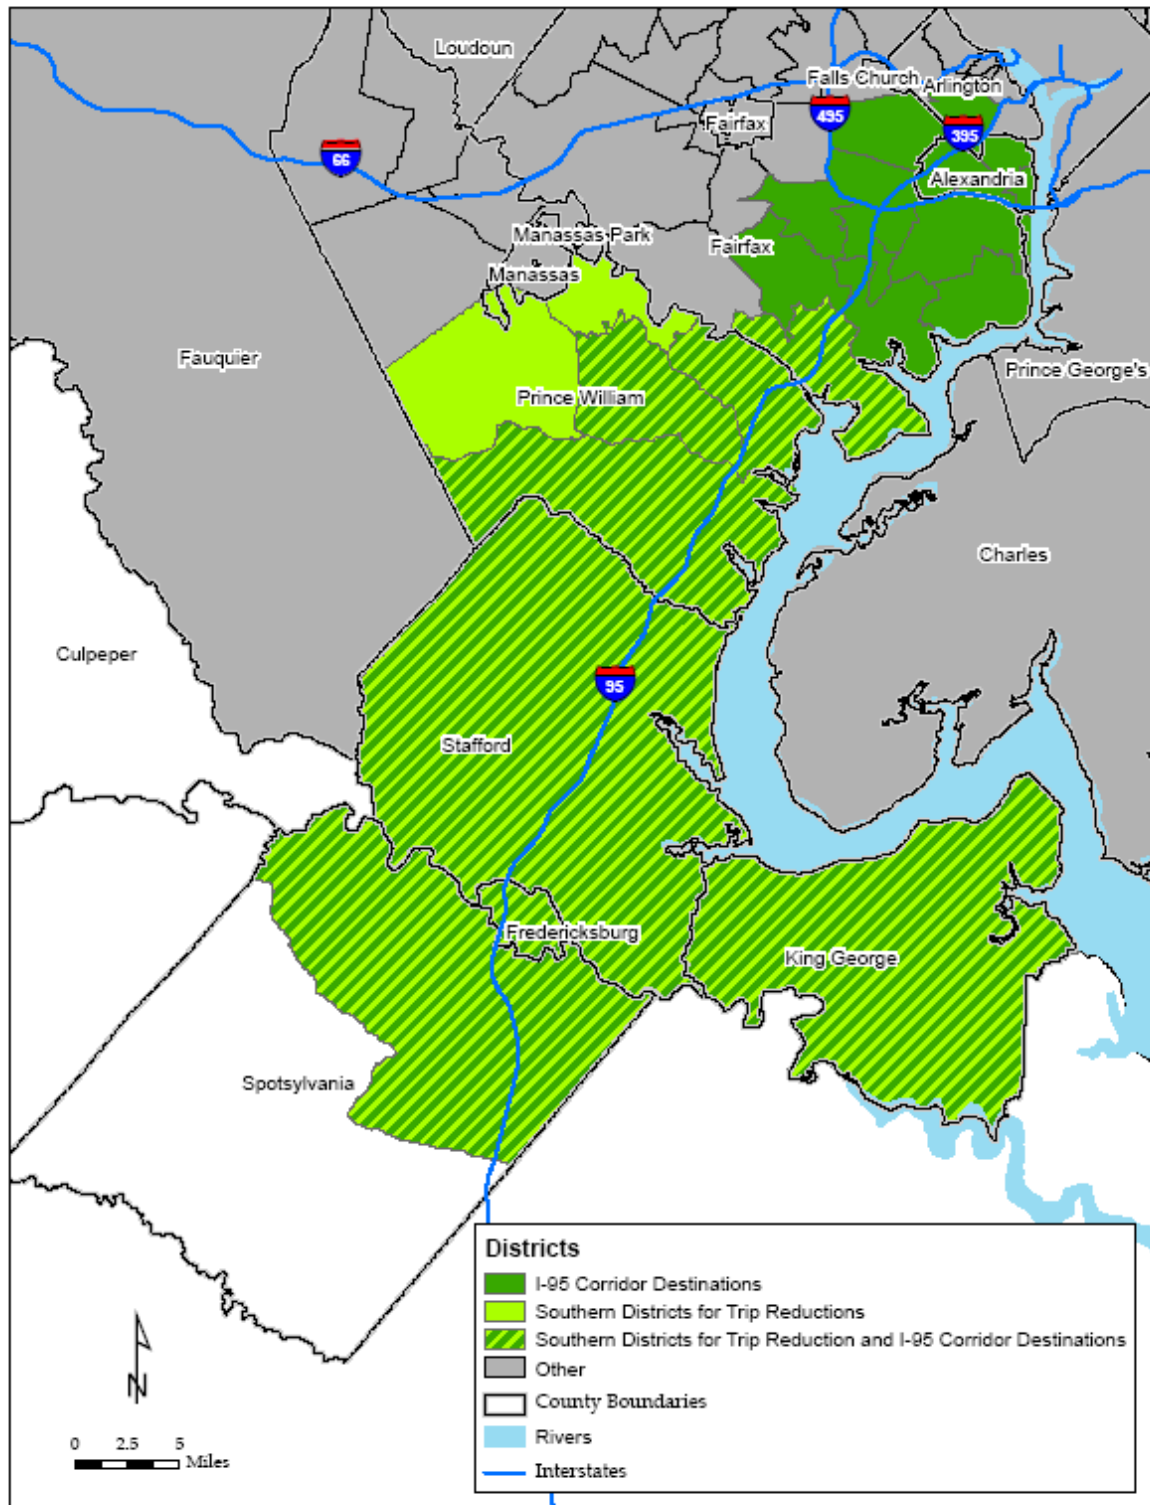 Loudoun
Falls Church
Arlington
495
Fairfax
395
66
Alexandria
Manassas Park
Fairfax
Manassas
Fauquier
Prince George's
Prince William
Charles
Culpeper
95
Stafford
Fredericksburg
King George
Spotsylvania
Districts
I-95 Corridor Destinations
Southern Districts for Trip Reductions
Southern Districts for Trip Reduction and I-95 Corridor Destinations
Other
County Boundaries
Rivers
Interstates
N
0 2.5 5
Miles